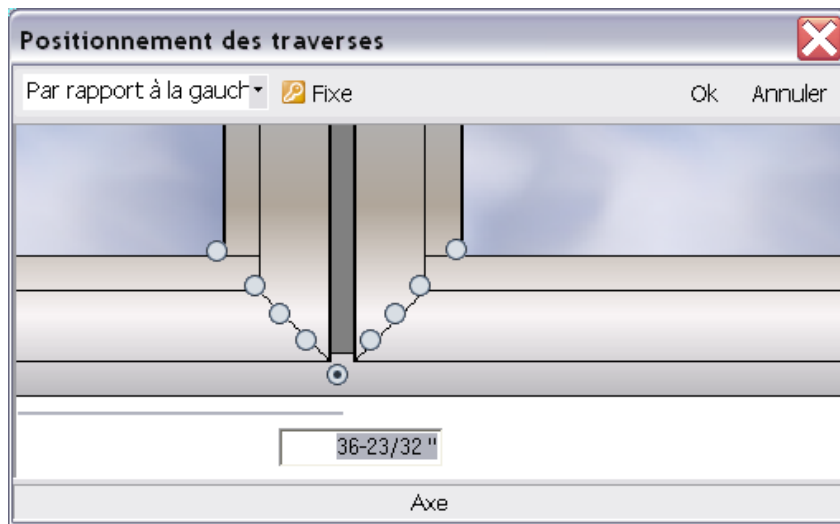 Positionnement des traverses
Par rapport à la gauch Fixe Ok Annuler
36-23/32 "
Axe